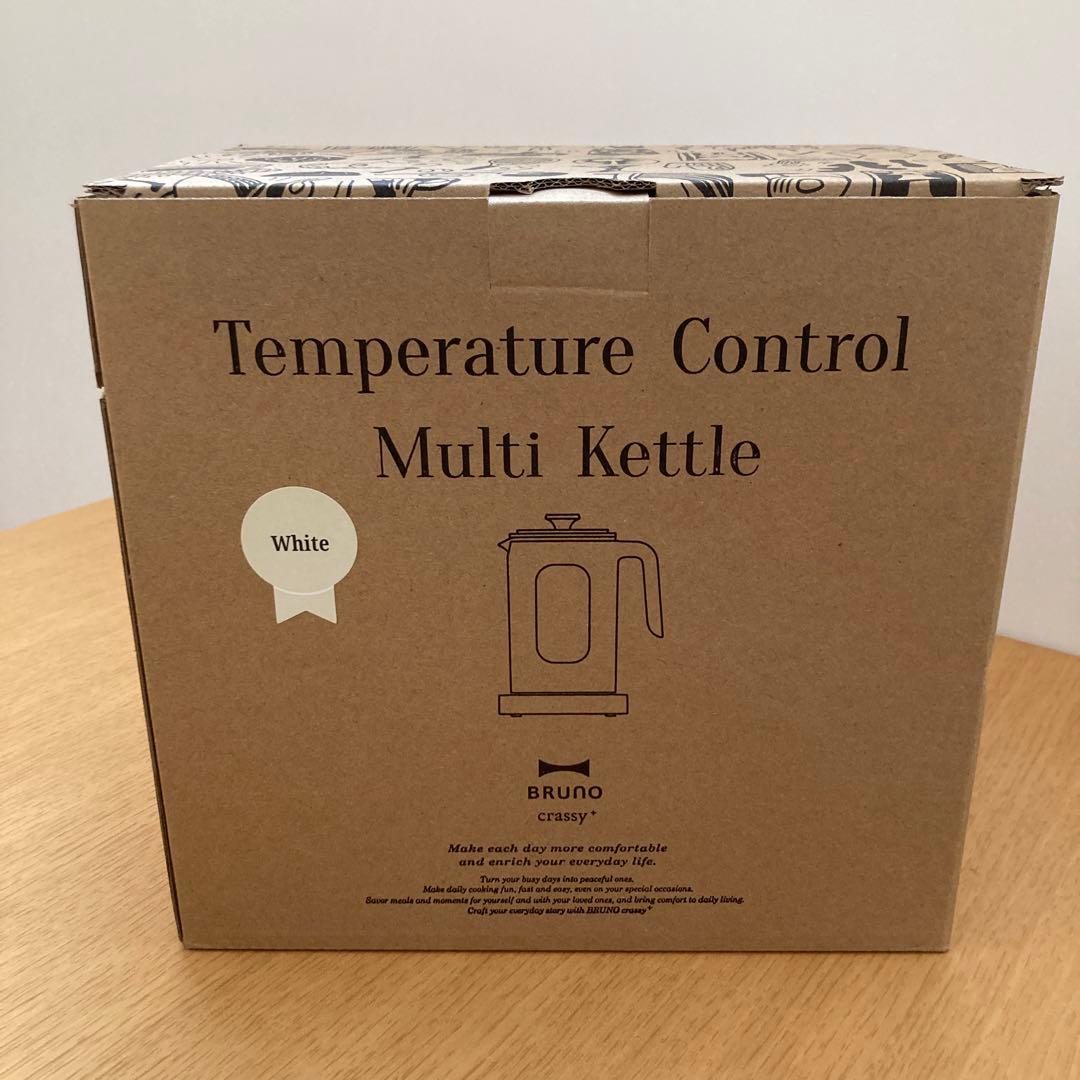 Temperature Control
Multi Kettle
White
BRUNO
crassy+
Make each day more comfortable
and enrich your everyday life.
Turn your busy days into peaceful ones.
Make daily cooking fun, fast and easy, even on your special occasions.
Savor meals and moments for yourself and with your loved ones, and bring comfort to daily living.
Craft your everyday story with BRUNO crassy+